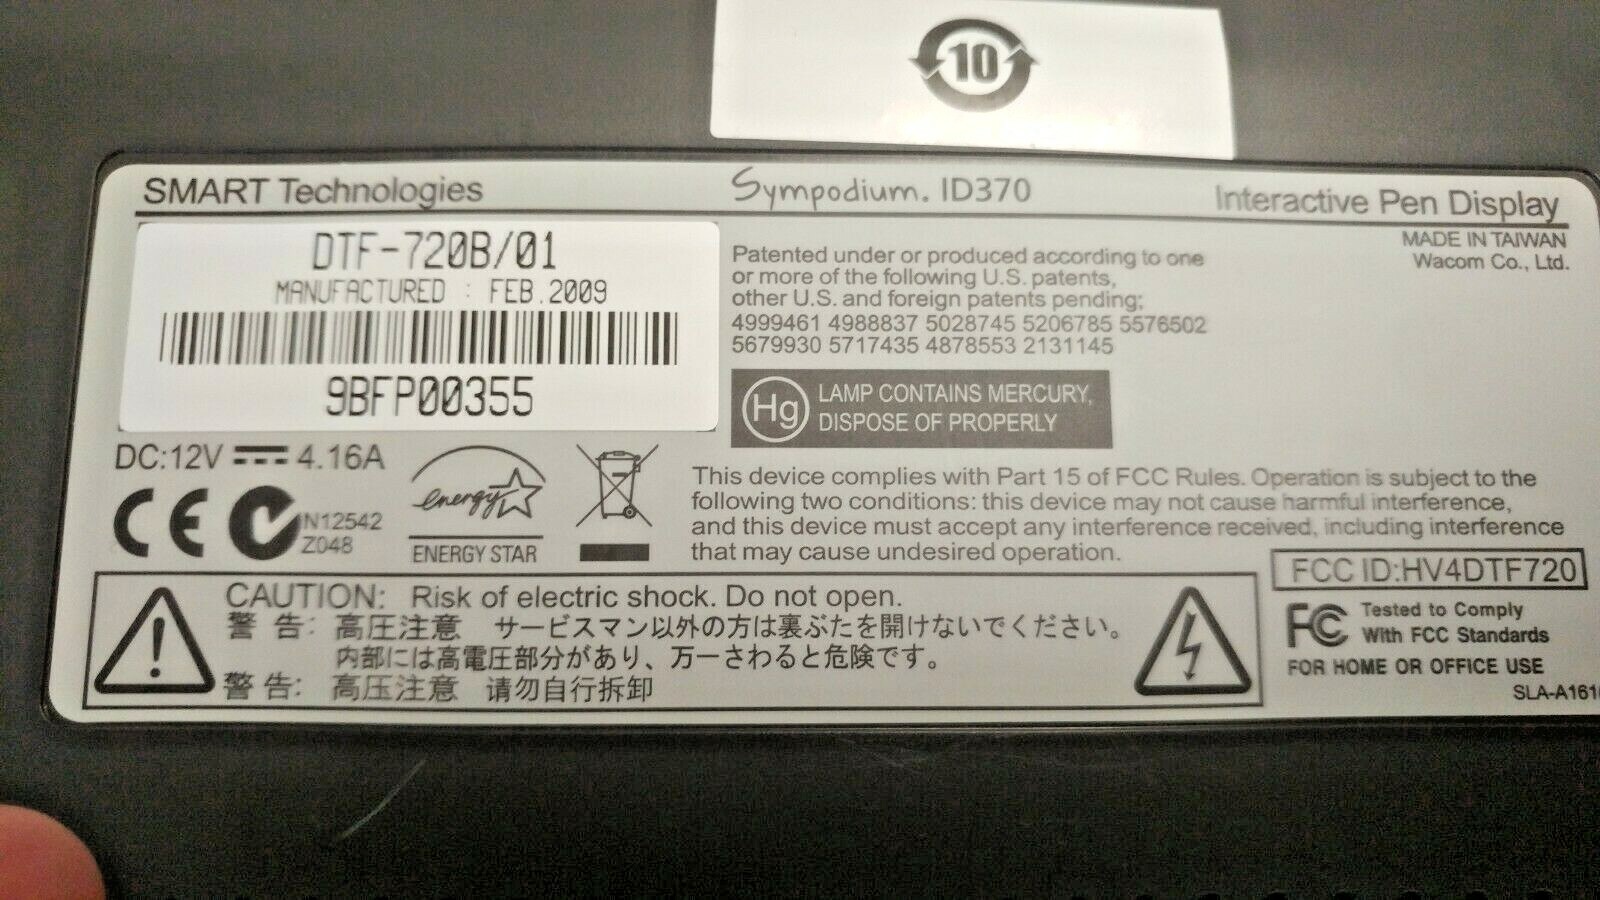 10
SMART Technologies
Sympodium. ID370
Interactive Pen Display
MADE IN TAIWAN
Wacom Co., Ltd.
DTF-720B/01
MANUFACTURED : FEB.2009
9BFP00355
Patented under or produced according to one
or more of the following U.S. patents,
other U.S. and foreign patents pending;
4999461 4988837 5028745 5206785 5576502
5679930 5717435 4878553 2131145
Hg
LAMP CONTAINS MERCURY,
DISPOSE OF PROPERLY
DC:12V 4.16A
CE
N12542
Z048
energy
ENERGY STAR
This device complies with Part 15 of FCC Rules. Operation is subject to the
following two conditions: this device may not cause harmful interference,
and this device must accept any interference received, including interference
that may cause undesired operation.
FCC ID:HV4DTF720
CAUTION: Risk of electric shock. Do not open.
警 告: 高圧注意 サービスマン以外の方は裏ぶたを開けないでください。
内部には高電圧部分があり、万一さわると危険です。
警 告: 高压注意 请勿自行拆卸
FC
Tested to Comply
With FCC Standards
FOR HOME OR OFFICE USE